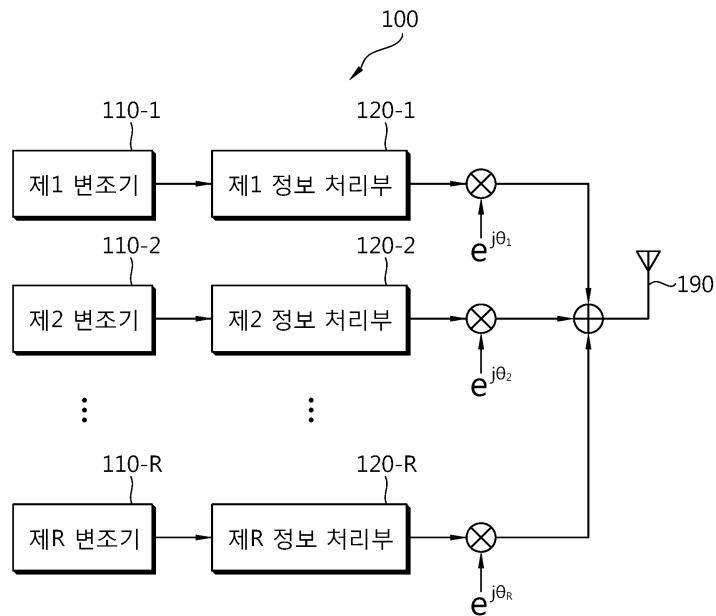 100
110-1
120-1
제1 변조기
제1 정보 처리부
e^jθ₁
110-2
120-2
190
제2 변조기
제2 정보 처리부
e^jθ₂
110-R
120-R
제R 변조기
제R 정보 처리부
e^jθ_R